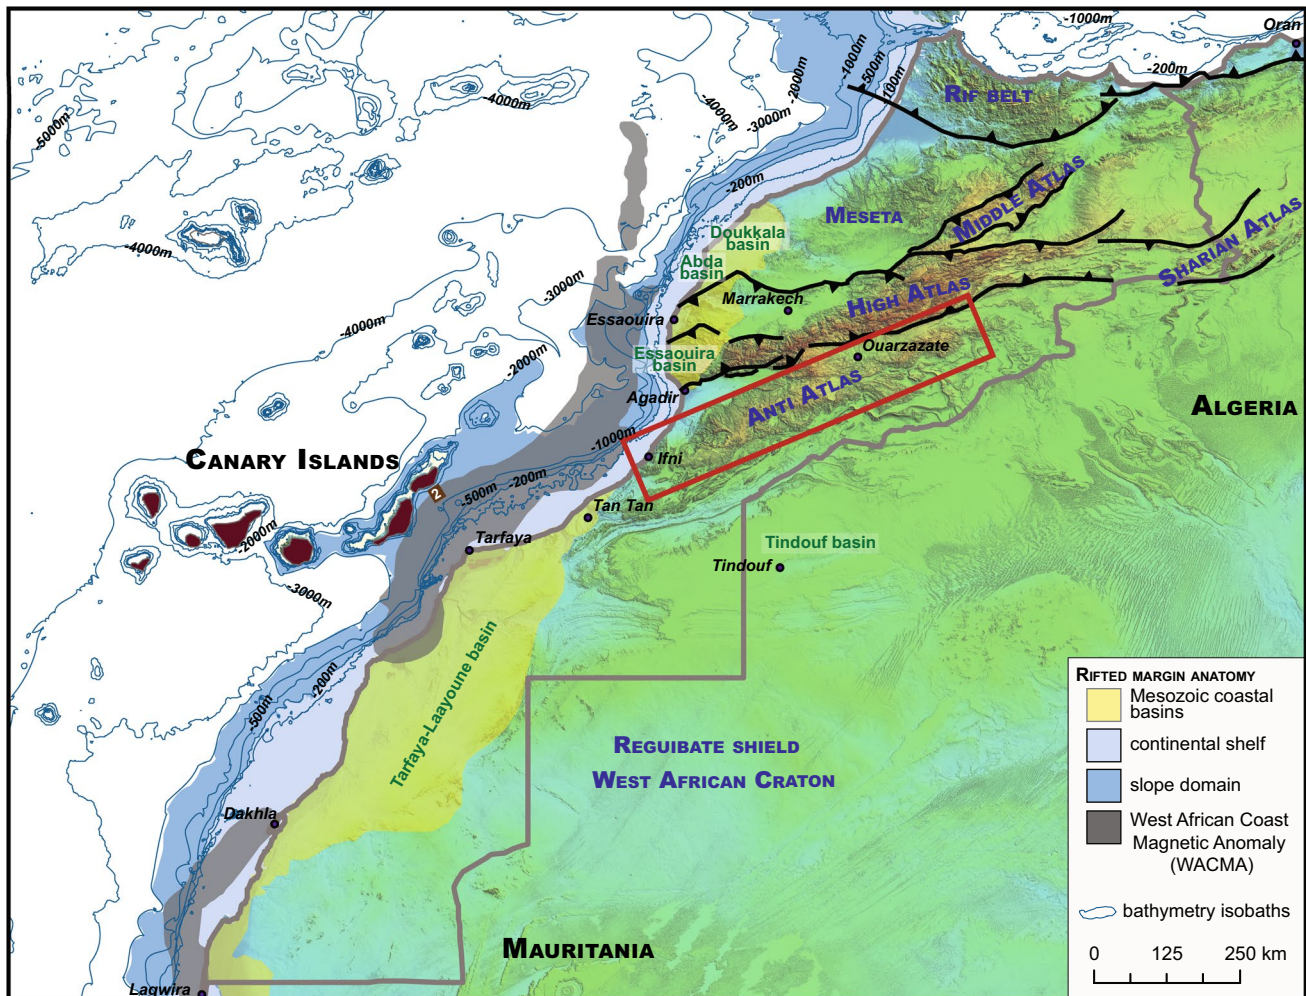 -1000m
Oran
-5000m
-4000m
-4000m
-3000m
-2000m
-1000m
-500m
-100m
-200m
RIF BELT
-200m
MESETA
MIDDLE ATLAS
SHARIAN ATLAS
Doukkala
basin
Abda
basin
-4000m
-3000m
Marrakech
HIGH ATLAS
Essaouira
-4000m
Essaouira
basin
Ouarzazate
-2000m
Agadir
ANTI ATLAS
ALGERIA
-1000m
Ifni
CANARY ISLANDS
2
-500m
-200m
Tan Tan
-2000m
Tarfaya
Tindouf basin
Tindouf
-3000m
Tarfaya-Laayoune basin
-200m
-500m
REGUIBATE SHIELD
WEST AFRICAN CRATON
Dakhla
MAURITANIA
Lagwira
RIFTED MARGIN ANATOMY
Mesozoic coastal
basins
continental shelf
slope domain
West African Coast
Magnetic Anomaly
(WACMA)
bathymetry isobaths
0 125 250 km